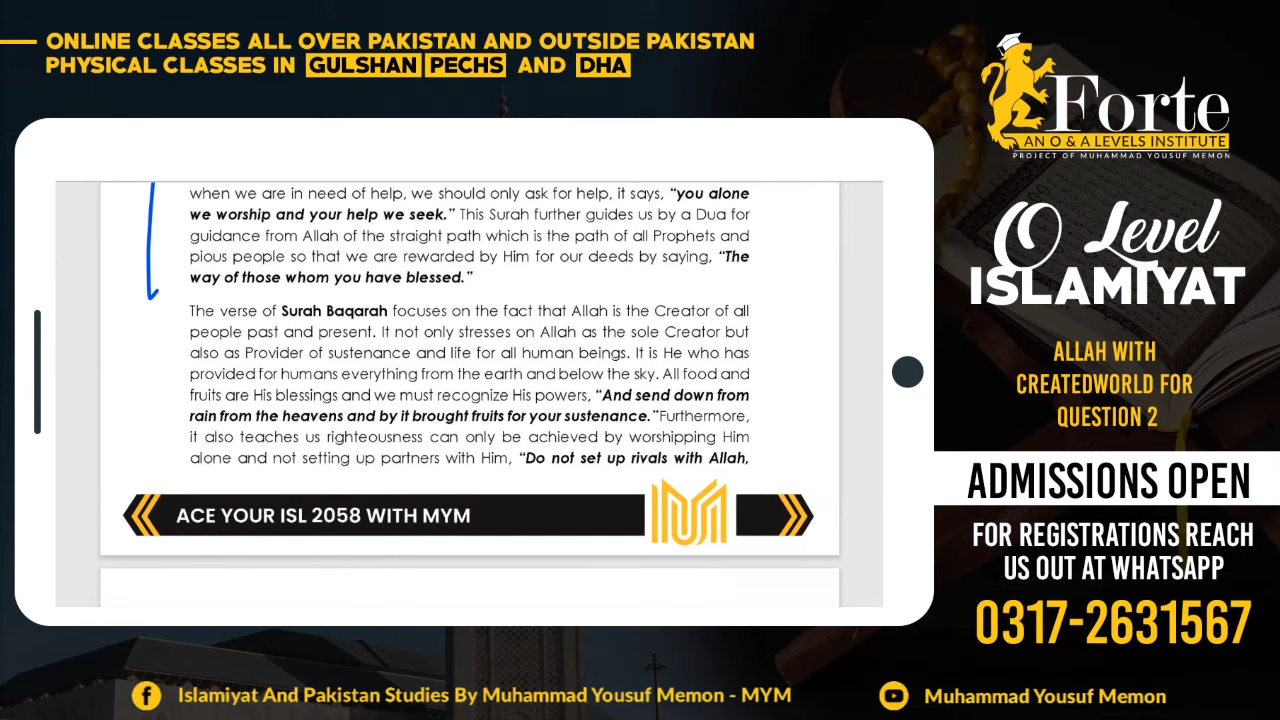 ONLINE CLASSES ALL OVER PAKISTAN AND OUTSIDE PAKISTAN
PHYSICAL CLASSES IN GULSHAN PECHS AND DHA
Forte
AN O & A LEVELS INSTITUTE
PROJECT OF MUHAMMAD YOUSUF MEMON
when we are in need of help, we should only ask for help, it says, “you alone
we worship and your help we seek.” This Surah further guides us by a Dua for
guidance from Allah of the straight path which is the path of all Prophets and
pious people so that we are rewarded by Him for our deeds by saying, “The
way of those whom you have blessed.”
The verse of Surah Baqarah focuses on the fact that Allah is the Creator of all
people past and present. It not only stresses on Allah as the sole Creator but
also as Provider of sustenance and life for all human beings. It is He who has
provided for humans everything from the earth and below the sky. All food and
fruits are His blessings and we must recognize His powers, “And send down from
rain from the heavens and by it brought fruits for your sustenance.”Furthermore,
it also teaches us righteousness can only be achieved by worshipping Him
alone and not setting up partners with Him, “Do not set up rivals with Allah,
ACE YOUR ISL 2058 WITH MYM
O Level
ISLAMIYAT
ALLAH WITH
CREATEDWORLD FOR
QUESTION 2
ADMISSIONS OPEN
FOR REGISTRATIONS REACH
US OUT AT WHATSAPP
0317-2631567
Islamiyat And Pakistan Studies By Muhammad Yousuf Memon - MYM
Muhammad Yousuf Memon